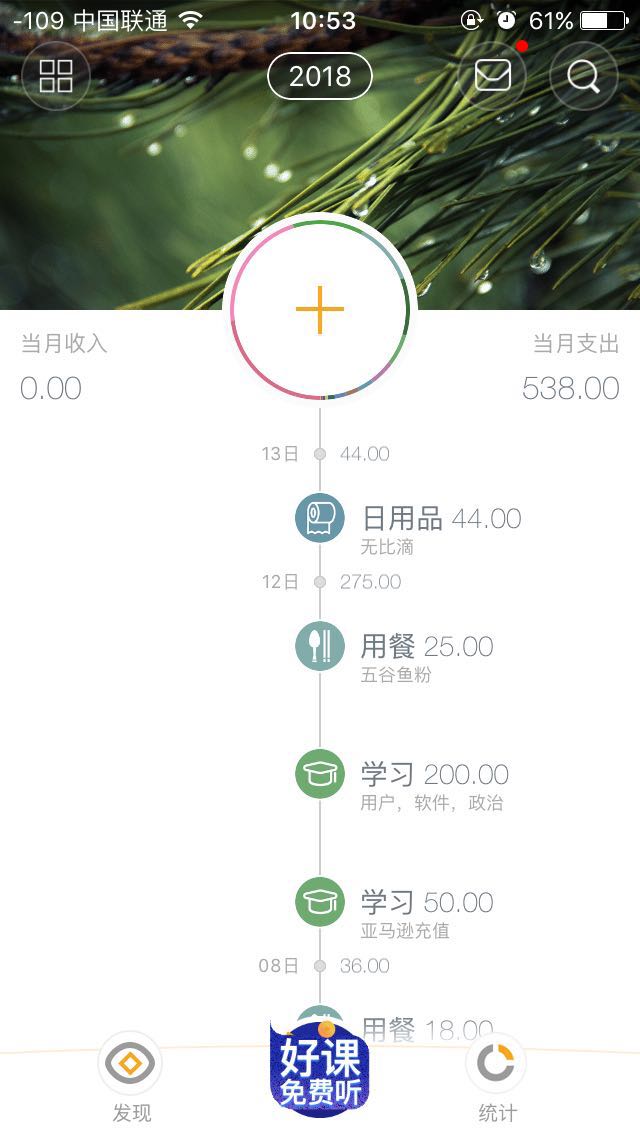 -109 中国联通 10:53 61%
2018
当月收入 当月支出
0.00 538.00
13日 44.00
日用品 44.00
无比滴
12日 275.00
用餐 25.00
五谷鱼粉
学习 200.00
用户，软件，政治
学习 50.00
亚马逊充值
08日 36.00
用餐 18.00
好课
免费听
发现 统计